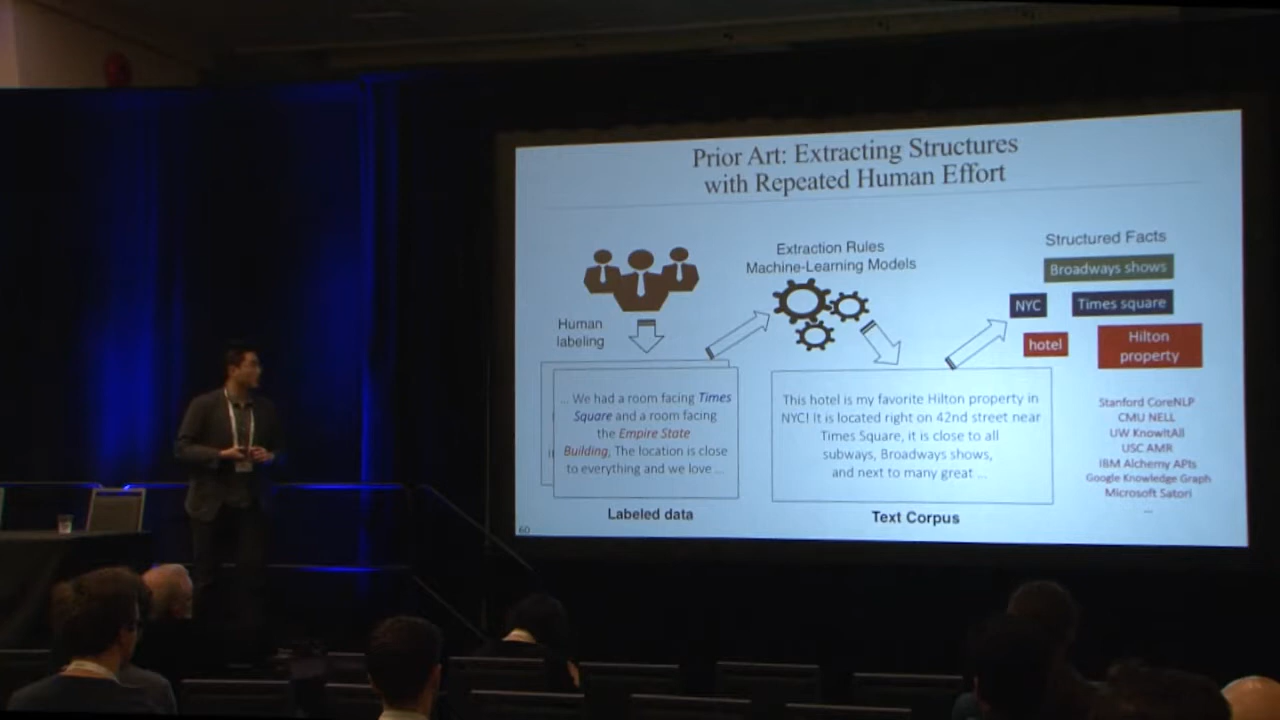 Prior Art: Extracting Structures
with Repeated Human Effort
Human
labeling
... We had a room facing Times
Square and a room facing
the Empire State
Building, The location is close
to everything and we love ...
Labeled data
Extraction Rules
Machine-Learning Models
This hotel is my favorite Hilton property in
NYC! It is located right on 42nd street near
Times Square, it is close to all
subways, Broadways shows,
and next to many great ...
Text Corpus
Structured Facts
Broadways shows
NYC
Times square
hotel
Hilton
property
Stanford CoreNLP
CMU NELL
UW KnowItAll
USC AMR
IBM Alchemy APIs
Google Knowledge Graph
Microsoft Satori
...
60